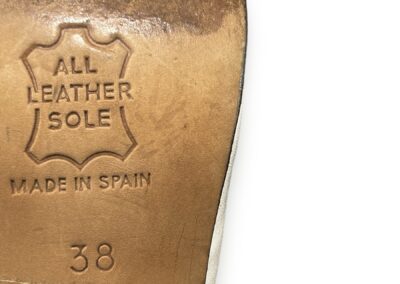 ALL
LEATHER
SOLE
MADE IN SPAIN
38